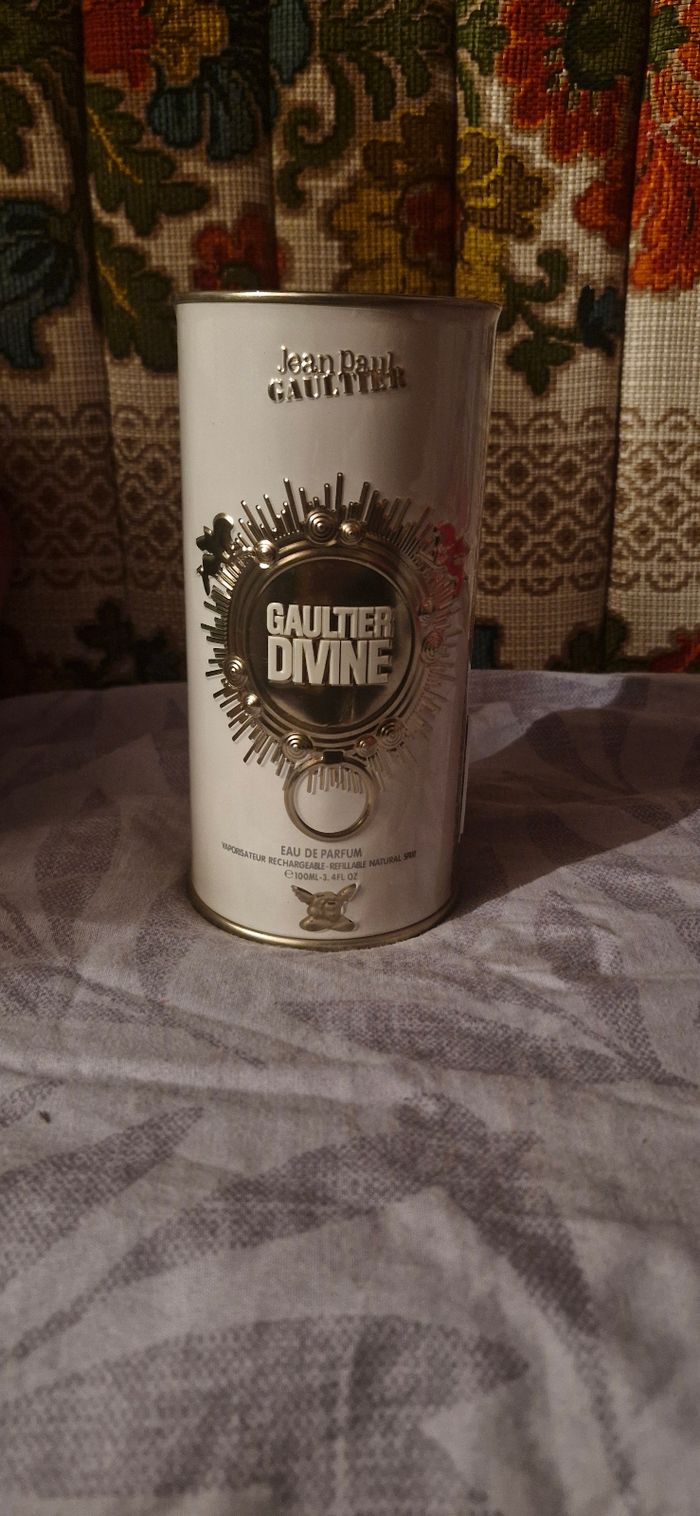 Jean Paul
GAULTIER
GAULTIER
DIVINE
EAU DE PARFUM
VAPORISATEUR RECHARGEABLE-REFILLABLE NATURAL SPRAY
℮100ML-3.4FL OZ